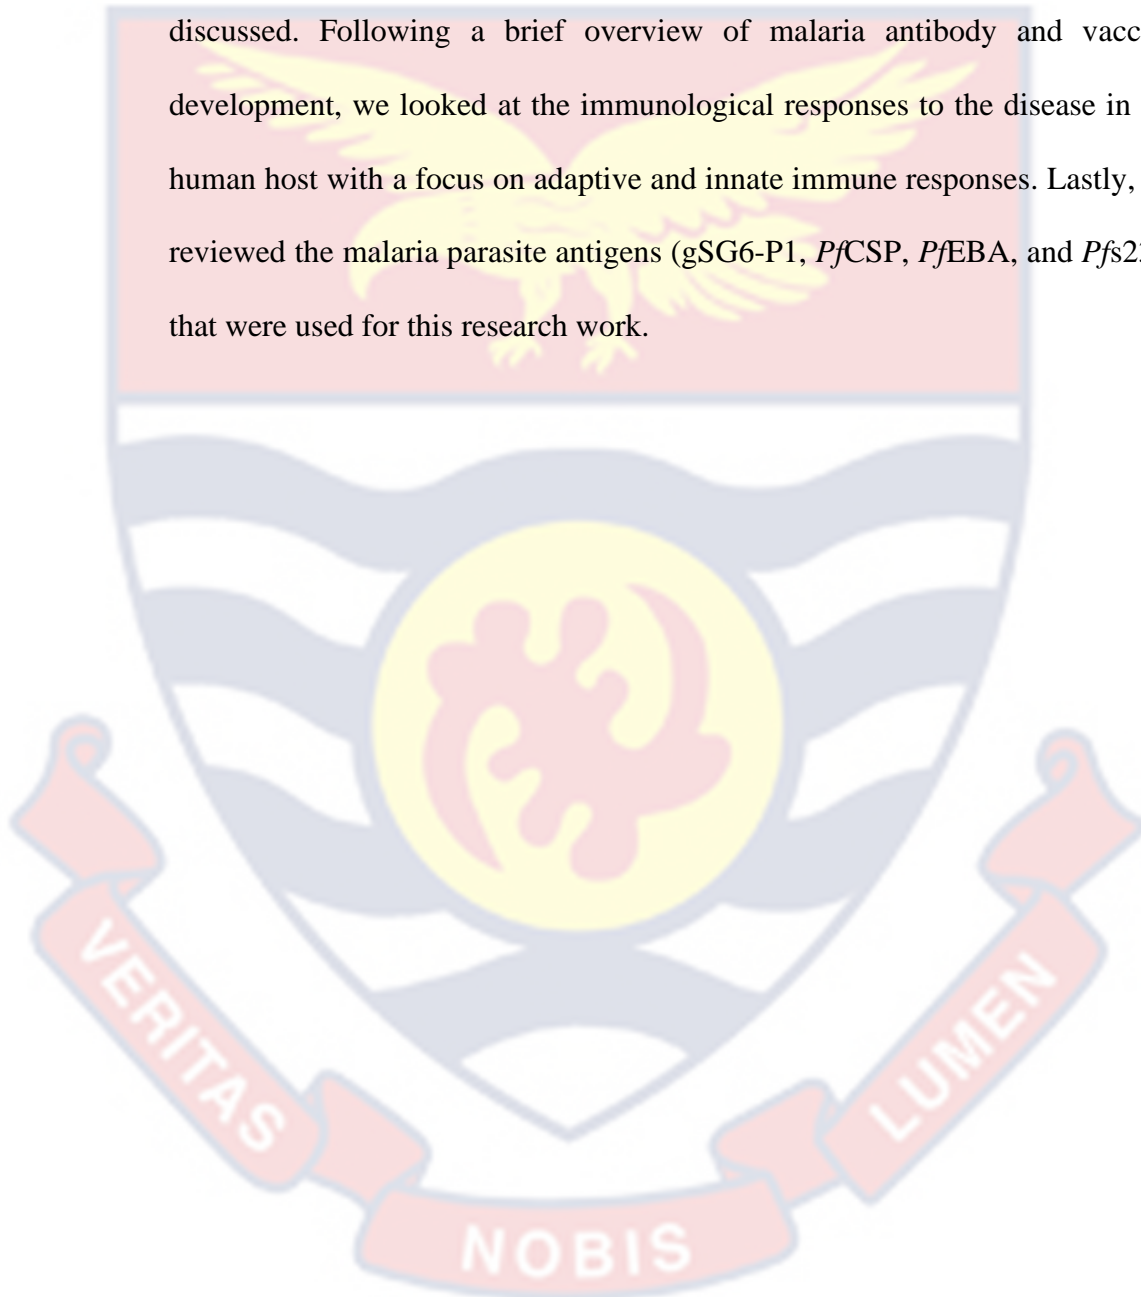 discussed. Following a brief overview of malaria antibody and vacc
development, we looked at the immunological responses to the disease in
human host with a focus on adaptive and innate immune responses. Lastly,
reviewed the malaria parasite antigens (gSG6-P1, PfCSP, PfEBA, and Pfs2
that were used for this research work.
VERITAS
NOBIS
LUMEN